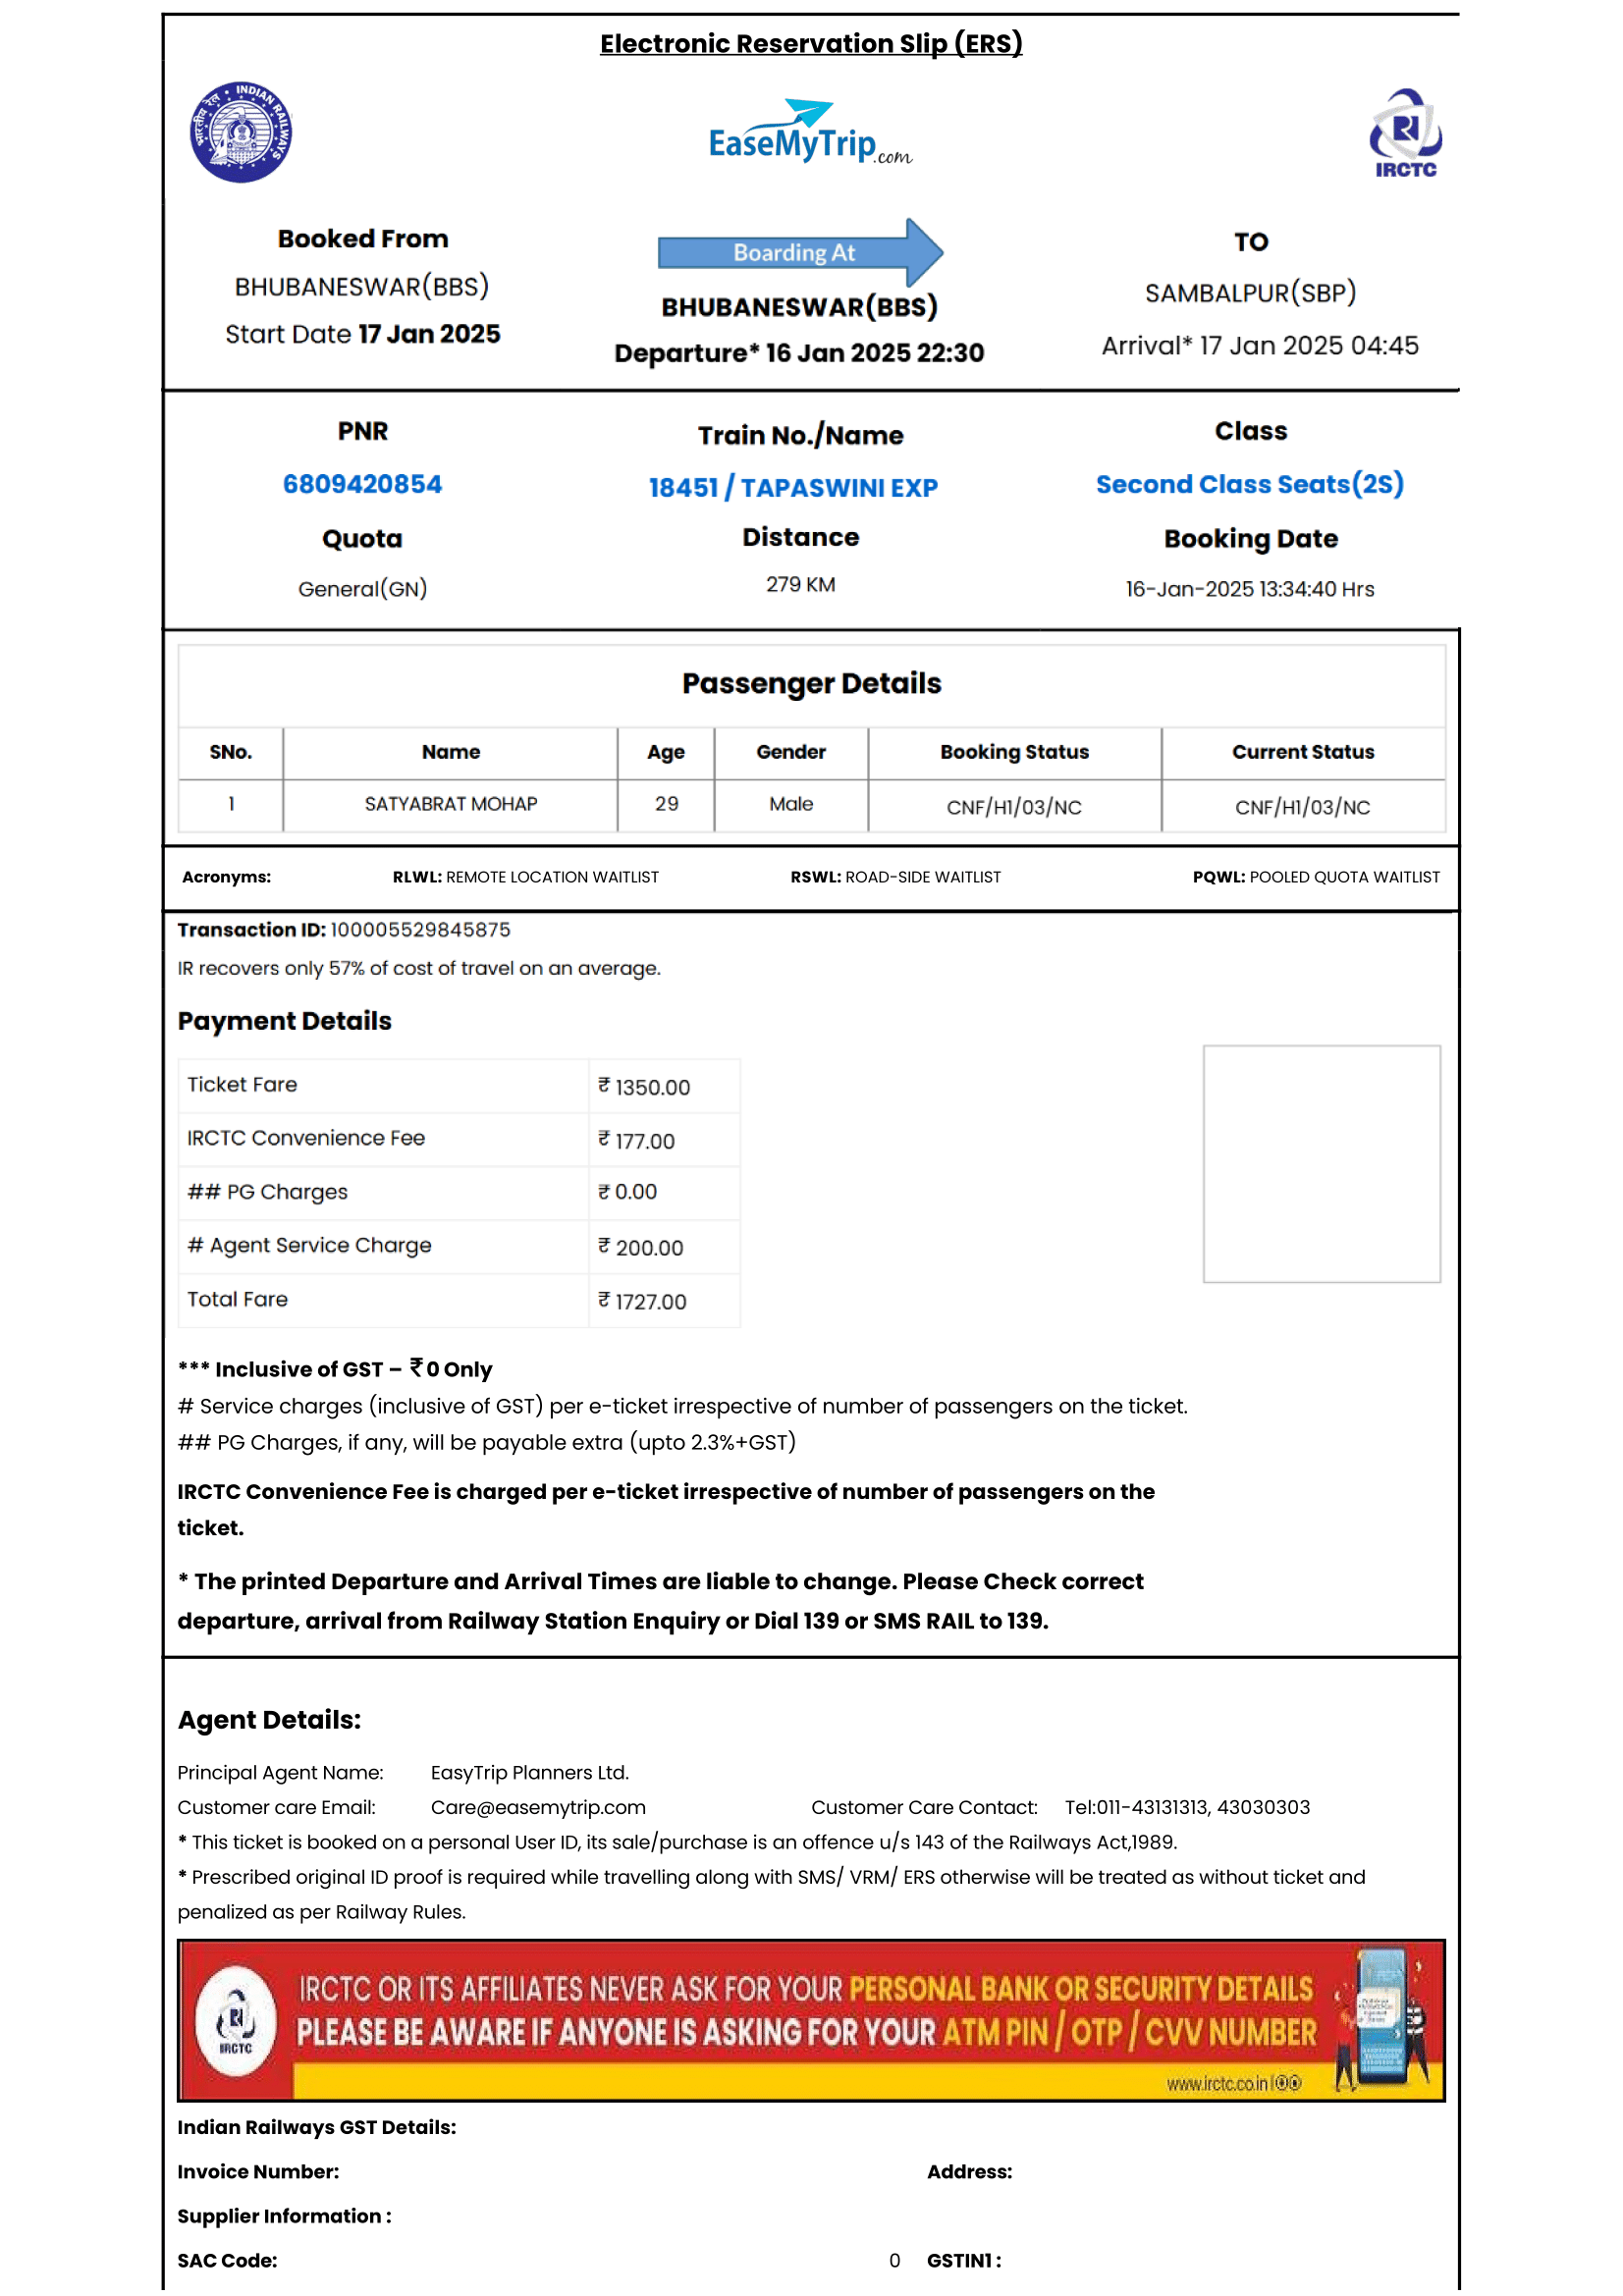 Electronic Reservation Slip (ERS)
भारतीय रेल • INDIAN RAILWAYS
EaseMyTrip.com
IRCTC
Booked From
BHUBANESWAR(BBS)
Start Date 17 Jan 2025
Boarding At
BHUBANESWAR(BBS)
Departure* 16 Jan 2025 22:30
TO
SAMBALPUR(SBP)
Arrival* 17 Jan 2025 04:45
PNR Train No./Name Class
6809420854 18451 / TAPASWINI EXP Second Class Seats(2S)
Quota Distance Booking Date
General(GN) 279 KM 16-Jan-2025 13:34:40 Hrs
Passenger Details
SNo. Name Age Gender Booking Status Current Status
1 SATYABRAT MOHAP 29 Male CNF/H1/03/NC CNF/H1/03/NC
Acronyms: RLWL: REMOTE LOCATION WAITLIST RSWL: ROAD-SIDE WAITLIST PQWL: POOLED QUOTA WAITLIST
Transaction ID: 100005529845875
IR recovers only 57% of cost of travel on an average.
Payment Details
Ticket Fare ₹ 1350.00
IRCTC Convenience Fee ₹ 177.00
## PG Charges ₹ 0.00
# Agent Service Charge ₹ 200.00
Total Fare ₹ 1727.00
*** Inclusive of GST – ₹ 0 Only
# Service charges (inclusive of GST) per e-ticket irrespective of number of passengers on the ticket.
## PG Charges, if any, will be payable extra (upto 2.3%+GST)
IRCTC Convenience Fee is charged per e-ticket irrespective of number of passengers on the
ticket.
* The printed Departure and Arrival Times are liable to change. Please Check correct
departure, arrival from Railway Station Enquiry or Dial 139 or SMS RAIL to 139.
Agent Details:
Principal Agent Name: EasyTrip Planners Ltd.
Customer care Email: Care@easemytrip.com Customer Care Contact: Tel:011-43131313, 43030303
* This ticket is booked on a personal User ID, its sale/purchase is an offence u/s 143 of the Railways Act,1989.
* Prescribed original ID proof is required while travelling along with SMS/ VRM/ ERS otherwise will be treated as without ticket and
penalized as per Railway Rules.
IRCTC
IRCTC OR ITS AFFILIATES NEVER ASK FOR YOUR PERSONAL BANK OR SECURITY DETAILS
PLEASE BE AWARE IF ANYONE IS ASKING FOR YOUR ATM PIN / OTP / CVV NUMBER
www.irctc.co.in
Indian Railways GST Details:
Invoice Number: Address:
Supplier Information :
SAC Code: 0 GSTIN1 :